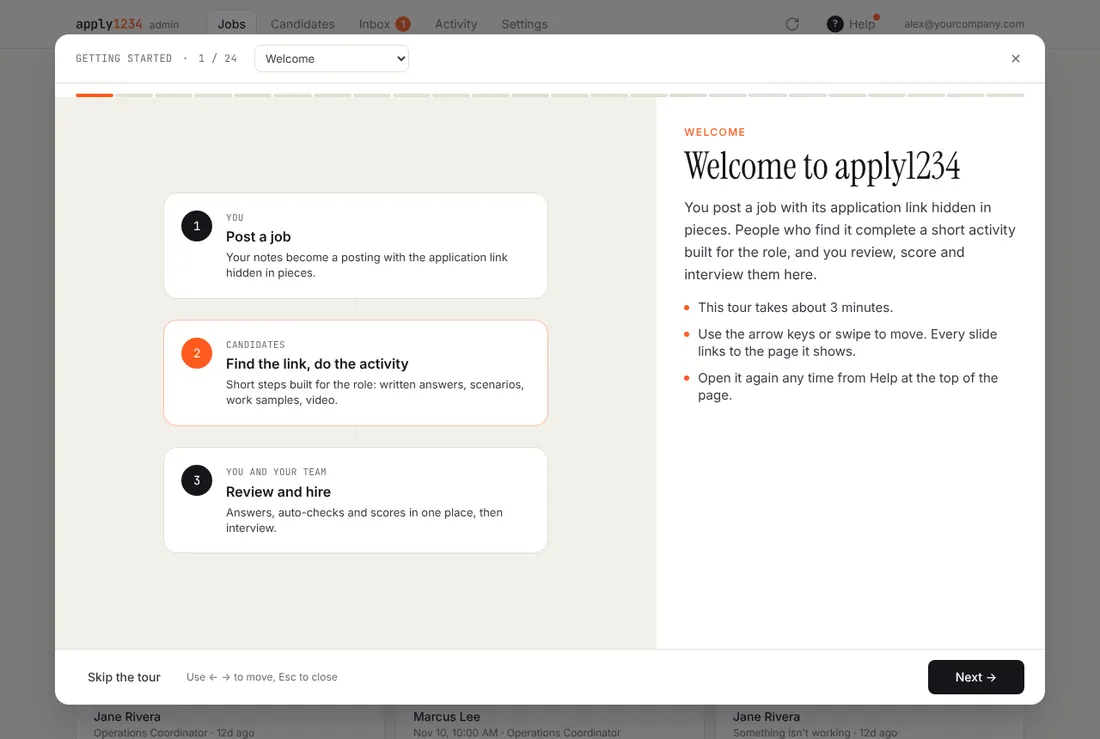 apply1234 admin Jobs Candidates Inbox 1 Activity Settings ? Help alex@yourcompany.com
GETTING STARTED · 1 / 24 Welcome ×
WELCOME
Welcome to apply1234
You post a job with its application link hidden in
pieces. People who find it complete a short activity
built for the role, and you review, score and
interview them here.
This tour takes about 3 minutes.
Use the arrow keys or swipe to move. Every slide
links to the page it shows.
Open it again any time from Help at the top of the
page.
1
YOU
Post a job
Your notes become a posting with the application link
hidden in pieces.
2
CANDIDATES
Find the link, do the activity
Short steps built for the role: written answers, scenarios,
work samples, video.
3
YOU AND YOUR TEAM
Review and hire
Answers, auto-checks and scores in one place, then
interview.
Skip the tour Use ← → to move, Esc to close Next →
Jane Rivera Marcus Lee Jane Rivera
Operations Coordinator · 12d ago Nov 10, 10:00 AM · Operations Coordinator Something isn't working · 12d ago